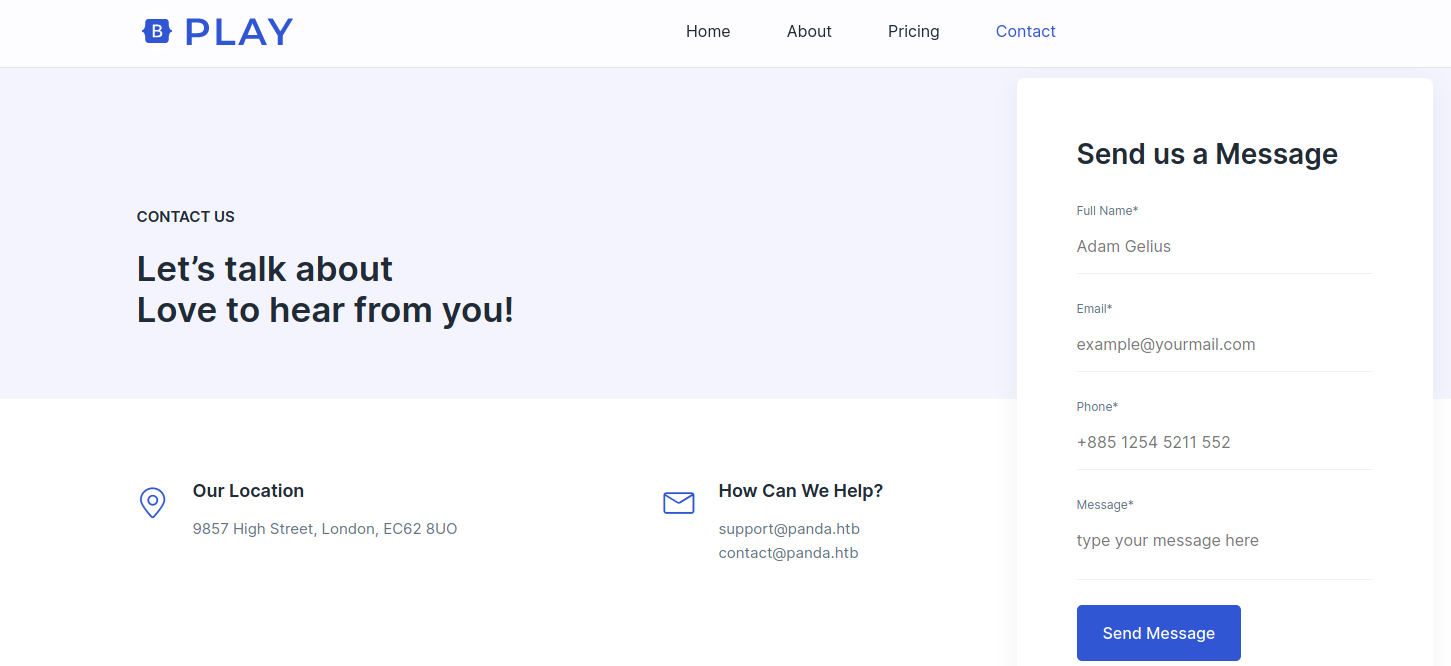 B PLAY
Home About Pricing Contact
CONTACT US
Let’s talk about
Love to hear from you!
Our Location
9857 High Street, London, EC62 8UO
How Can We Help?
support@panda.htb
contact@panda.htb
Send us a Message
Full Name*
Adam Gelius
Email*
example@yourmail.com
Phone*
+885 1254 5211 552
Message*
type your message here
Send Message